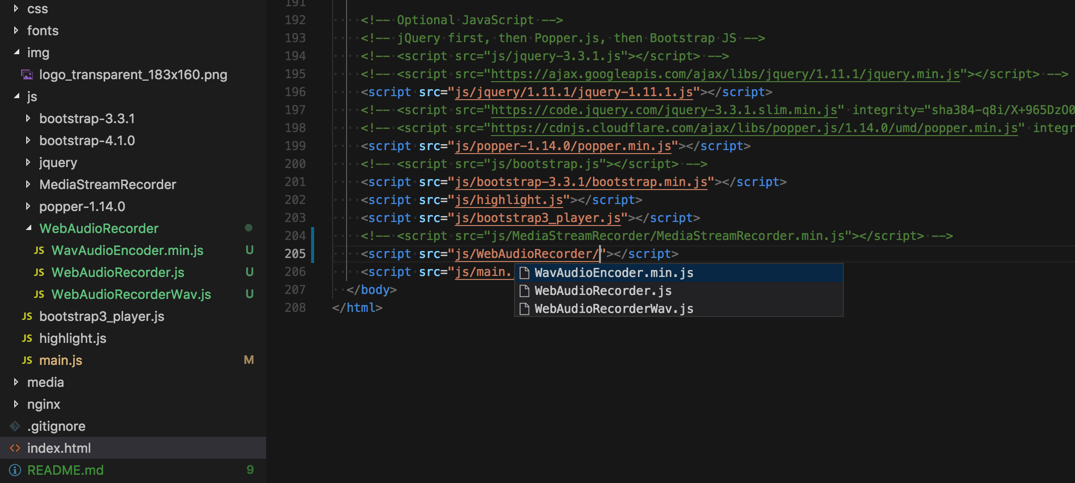 css
fonts
img
logo_transparent_183x160.png
js
bootstrap-3.3.1
bootstrap-4.1.0
jquery
MediaStreamRecorder
popper-1.14.0
WebAudioRecorder
JS WavAudioEncoder.min.js U
JS WebAudioRecorder.js U
JS WebAudioRecorderWav.js U
JS bootstrap3_player.js
JS highlight.js
JS main.js M
media
nginx
.gitignore
<> index.html
README.md 9
191
192 <!-- Optional JavaScript -->
193 <!-- jQuery first, then Popper.js, then Bootstrap JS -->
194 <!-- <script src="js/jquery-3.3.1.js"></script> -->
195 <!-- <script src="https://ajax.googleapis.com/ajax/libs/jquery/1.11.1/jquery.min.js"></script> -->
196 <script src="js/jquery/1.11.1/jquery-1.11.1.js"></script>
197 <!-- <script src="https://code.jquery.com/jquery-3.3.1.slim.min.js" integrity="sha384-q8i/X+965DzO0
198 <!-- <script src="https://cdnjs.cloudflare.com/ajax/libs/popper.js/1.14.0/umd/popper.min.js" integr
199 <script src="js/popper-1.14.0/popper.min.js"></script>
200 <!-- <script src="js/bootstrap.js"></script> -->
201 <script src="js/bootstrap-3.3.1/bootstrap.min.js"></script>
202 <script src="js/highlight.js"></script>
203 <script src="js/bootstrap3_player.js"></script>
204 <!-- <script src="js/MediaStreamRecorder/MediaStreamRecorder.min.js"></script> -->
205 <script src="js/WebAudioRecorder/"></script>
206 <script src="js/main.
207 </body>
208 </html>
WavAudioEncoder.min.js
WebAudioRecorder.js
WebAudioRecorderWav.js